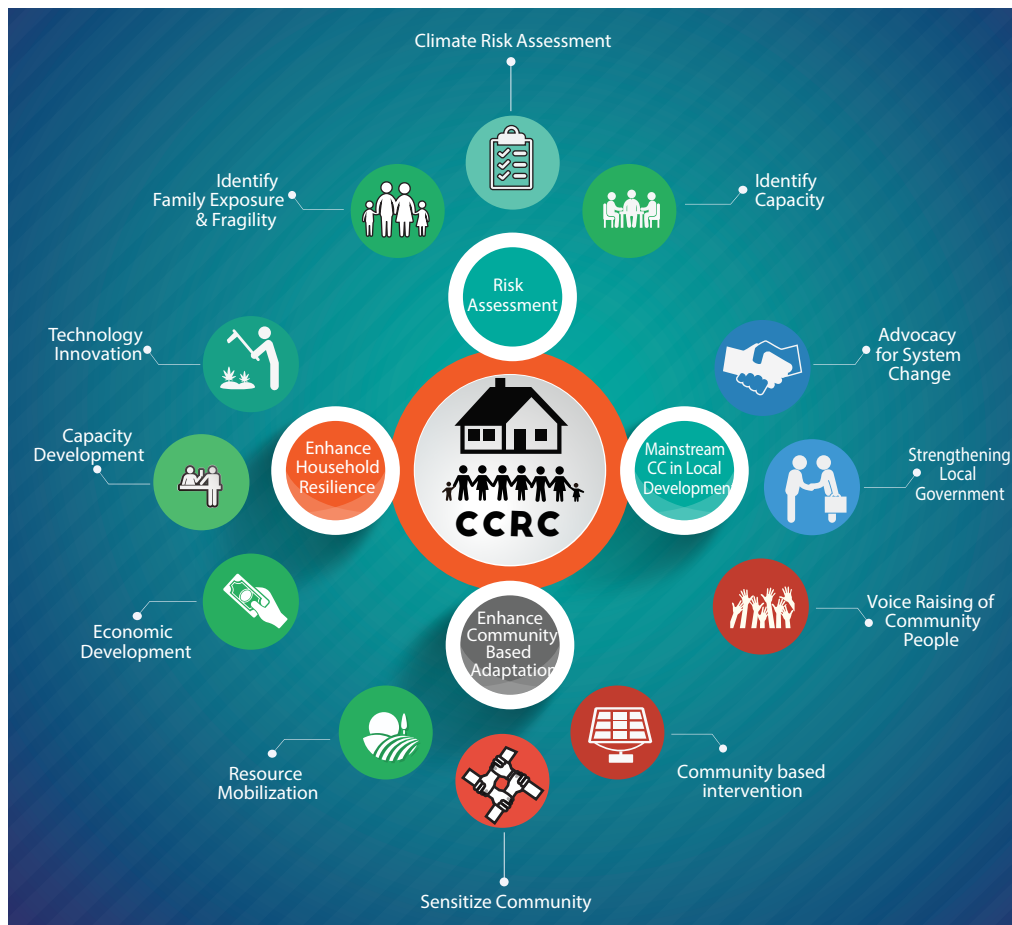 Climate Risk Assessment
Identify
Family Exposure
& Fragility
Identify
Capacity
Risk
Assessment
Technology
Innovation
Advocacy
for System
Change
Capacity
Development
Enhance
Household
Resilience
CCRC
Mainstream
CC in Local
Development
Strengthening
Local
Government
Economic
Development
Enhance
Community
Based
Adaptation
Voice Raising of
Community
People
Resource
Mobilization
Community based
intervention
Sensitize Community